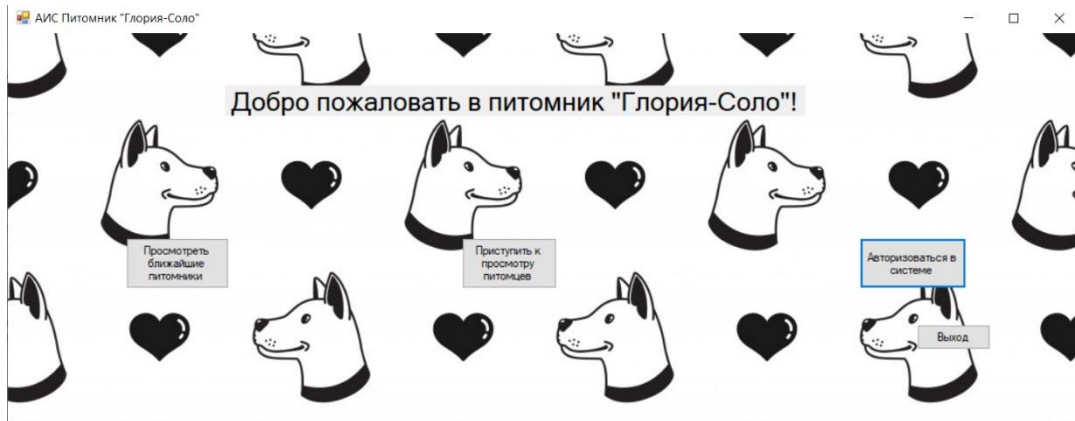 АИС Питомник "Глория-Соло"
Добро пожаловать в питомник "Глория-Соло"!
Просмотреть
ближайшие
питомники
Приступить к
просмотру
питомцев
Авторизоваться в
системе
Выход